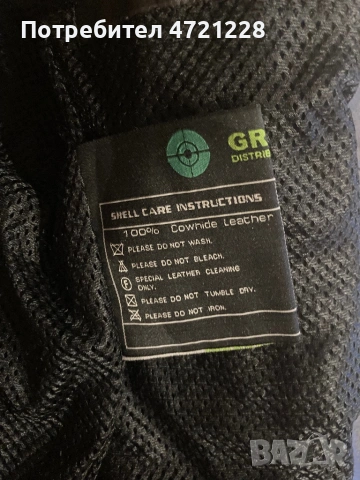 Потребител 4721228
GR
DISTRIB
SHELL CARE INSTRUCTIONS
100% Cowhide Leather
PLEASE DO NOT WASH.
PLEASE DO NOT BLEACH.
SPECIAL LEATHER CLEANING
ONLY.
PLEASE DO NOT TUMBLE DRY.
PLEASE DO NOT IRON.
BAZAR